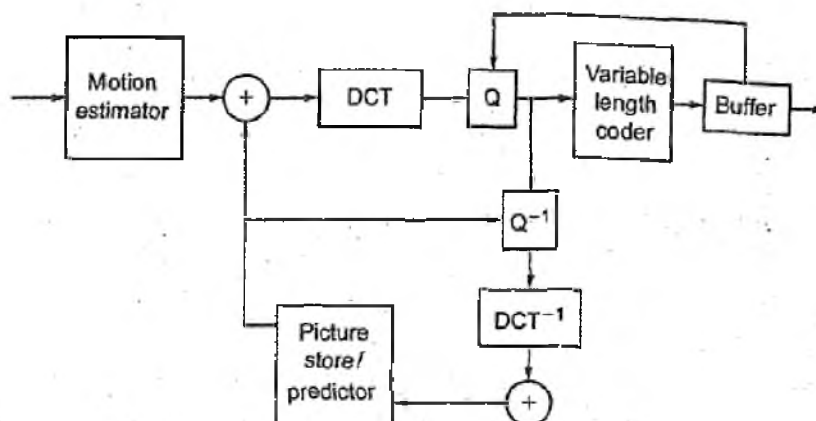 Motion
estimator
+
DCT
Q
Variable
length
coder
Buffer
Q⁻¹
DCT⁻¹
Picture
store/
predictor
+